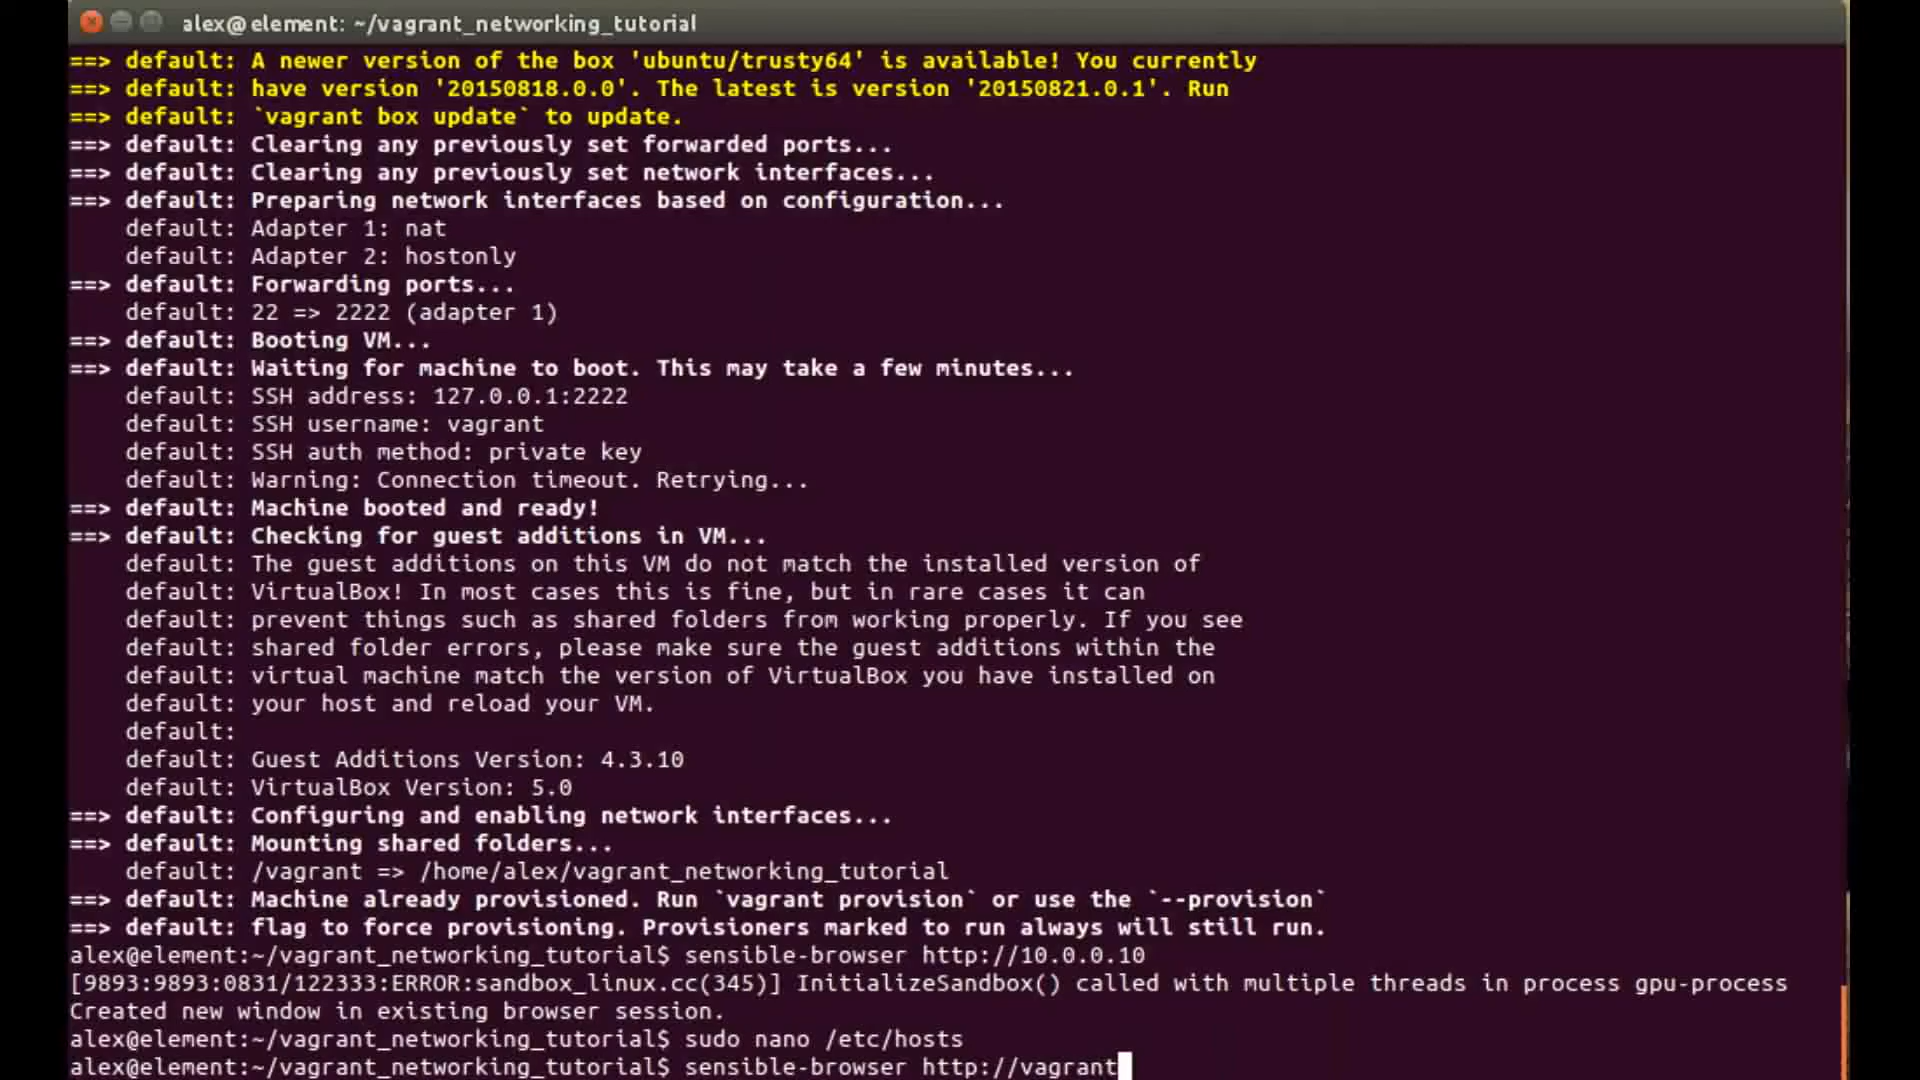 alex@element: ~/vagrant_networking_tutorial
==> default: A newer version of the box 'ubuntu/trusty64' is available! You currently
==> default: have version '20150818.0.0'. The latest is version '20150821.0.1'. Run
==> default: `vagrant box update` to update.
==> default: Clearing any previously set forwarded ports...
==> default: Clearing any previously set network interfaces...
==> default: Preparing network interfaces based on configuration...
    default: Adapter 1: nat
    default: Adapter 2: hostonly
==> default: Forwarding ports...
    default: 22 => 2222 (adapter 1)
==> default: Booting VM...
==> default: Waiting for machine to boot. This may take a few minutes...
    default: SSH address: 127.0.0.1:2222
    default: SSH username: vagrant
    default: SSH auth method: private key
    default: Warning: Connection timeout. Retrying...
==> default: Machine booted and ready!
==> default: Checking for guest additions in VM...
    default: The guest additions on this VM do not match the installed version of
    default: VirtualBox! In most cases this is fine, but in rare cases it can
    default: prevent things such as shared folders from working properly. If you see
    default: shared folder errors, please make sure the guest additions within the
    default: virtual machine match the version of VirtualBox you have installed on
    default: your host and reload your VM.
    default:
    default: Guest Additions Version: 4.3.10
    default: VirtualBox Version: 5.0
==> default: Configuring and enabling network interfaces...
==> default: Mounting shared folders...
    default: /vagrant => /home/alex/vagrant_networking_tutorial
==> default: Machine already provisioned. Run `vagrant provision` or use the `--provision`
==> default: flag to force provisioning. Provisioners marked to run always will still run.
alex@element:~/vagrant_networking_tutorial$ sensible-browser http://10.0.0.10
[9893:9893:0831/122333:ERROR:sandbox_linux.cc(345)] InitializeSandbox() called with multiple threads in process gpu-process
Created new window in existing browser session.
alex@element:~/vagrant_networking_tutorial$ sudo nano /etc/hosts
alex@element:~/vagrant_networking_tutorial$ sensible-browser http://vagrant